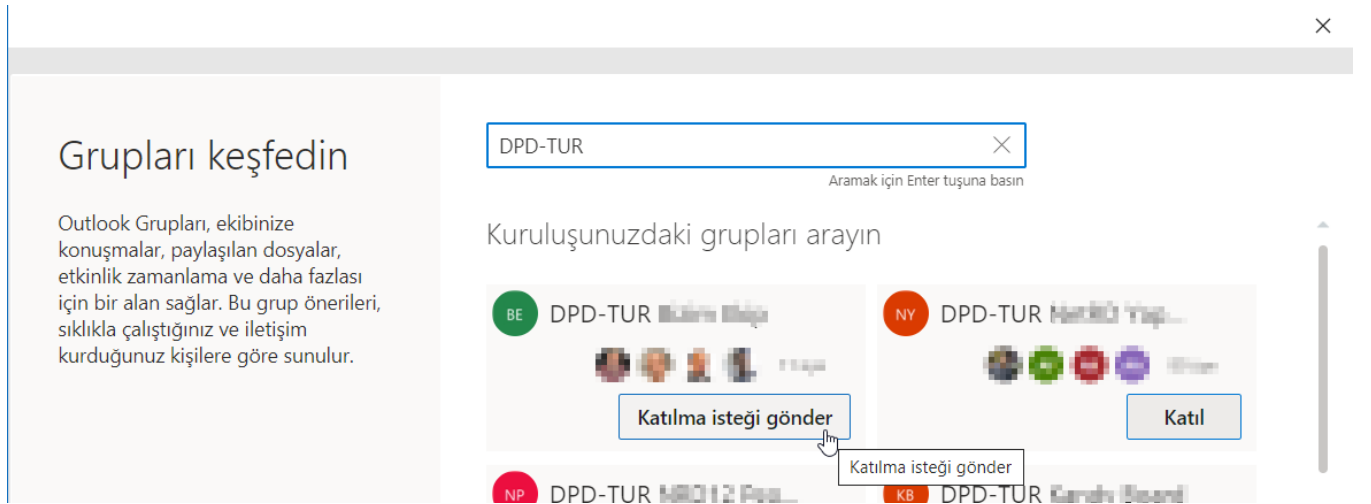 Grupları keşfedin
Outlook Grupları, ekibinize
konuşmalar, paylaşılan dosyalar,
etkinlik zamanlama ve daha fazlası
için bir alan sağlar. Bu grup önerileri,
sıklıkla çalıştığınız ve iletişim
kurduğunuz kişilere göre sunulur.
DPD-TUR
Aramak için Enter tuşuna basın
Kuruluşunuzdaki grupları arayın
BE DPD-TUR
Katılma isteği gönder
Katılma isteği gönder
NY DPD-TUR
Katıl
NP DPD-TUR
KB DPD-TUR